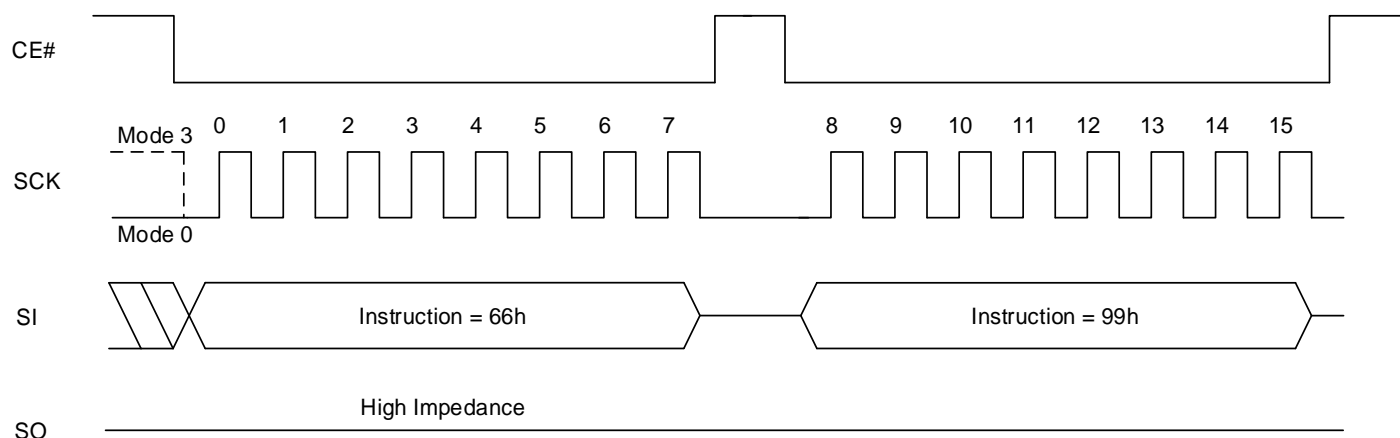 CE#
Mode 3
0 1 2 3 4 5 6 7 8 9 10 11 12 13 14 15
SCK
Mode 0
SI
Instruction = 66h
Instruction = 99h
High Impedance
SO